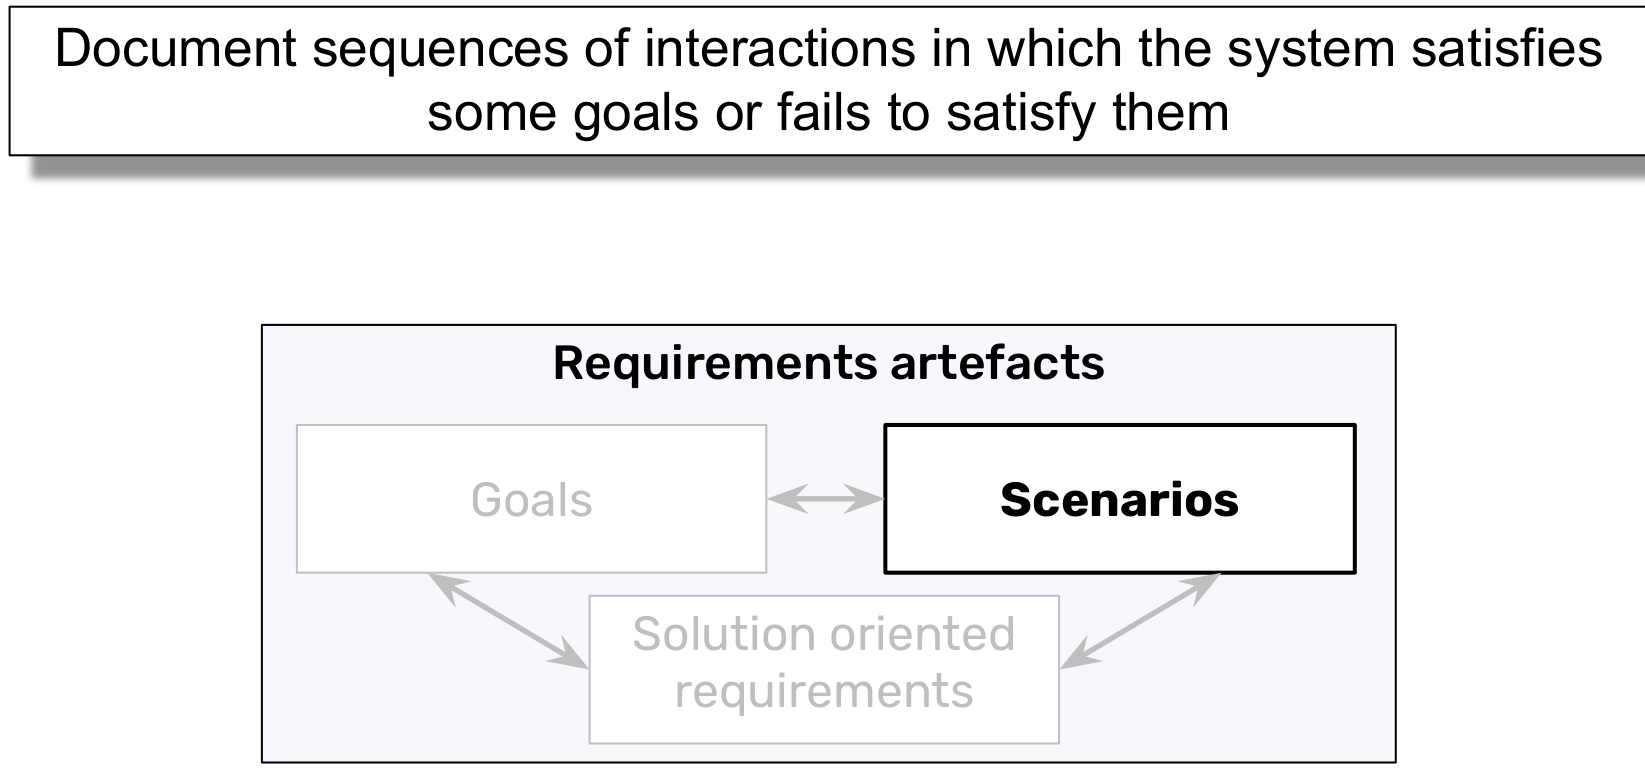 Document sequences of interactions in which the system satisfies
some goals or fails to satisfy them
Requirements artefacts
Goals
Scenarios
Solution oriented
requirements